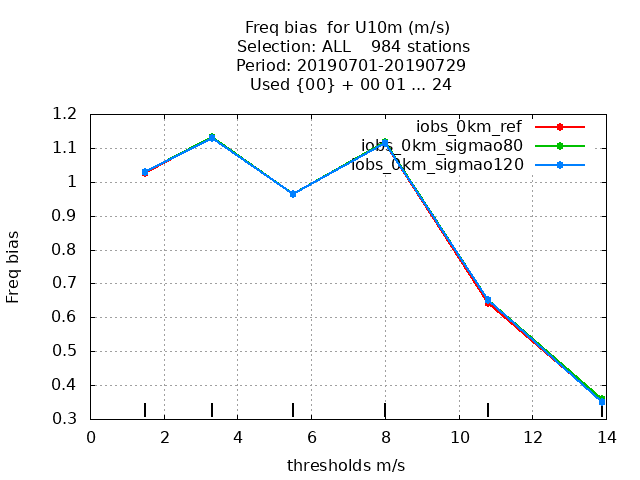 Freq bias  for U10m (m/s)
Selection: ALL    984 stations
Period: 20190701-20190729
Used {00} + 00 01 ... 24
iobs_0km_ref
iobs_0km_sigmao80
iobs_0km_sigmao120
1.2
1.1
1
0.9
0.8
0.7
0.6
0.5
0.4
0.3
Freq bias
0 2 4 6 8 10 12 14
thresholds m/s